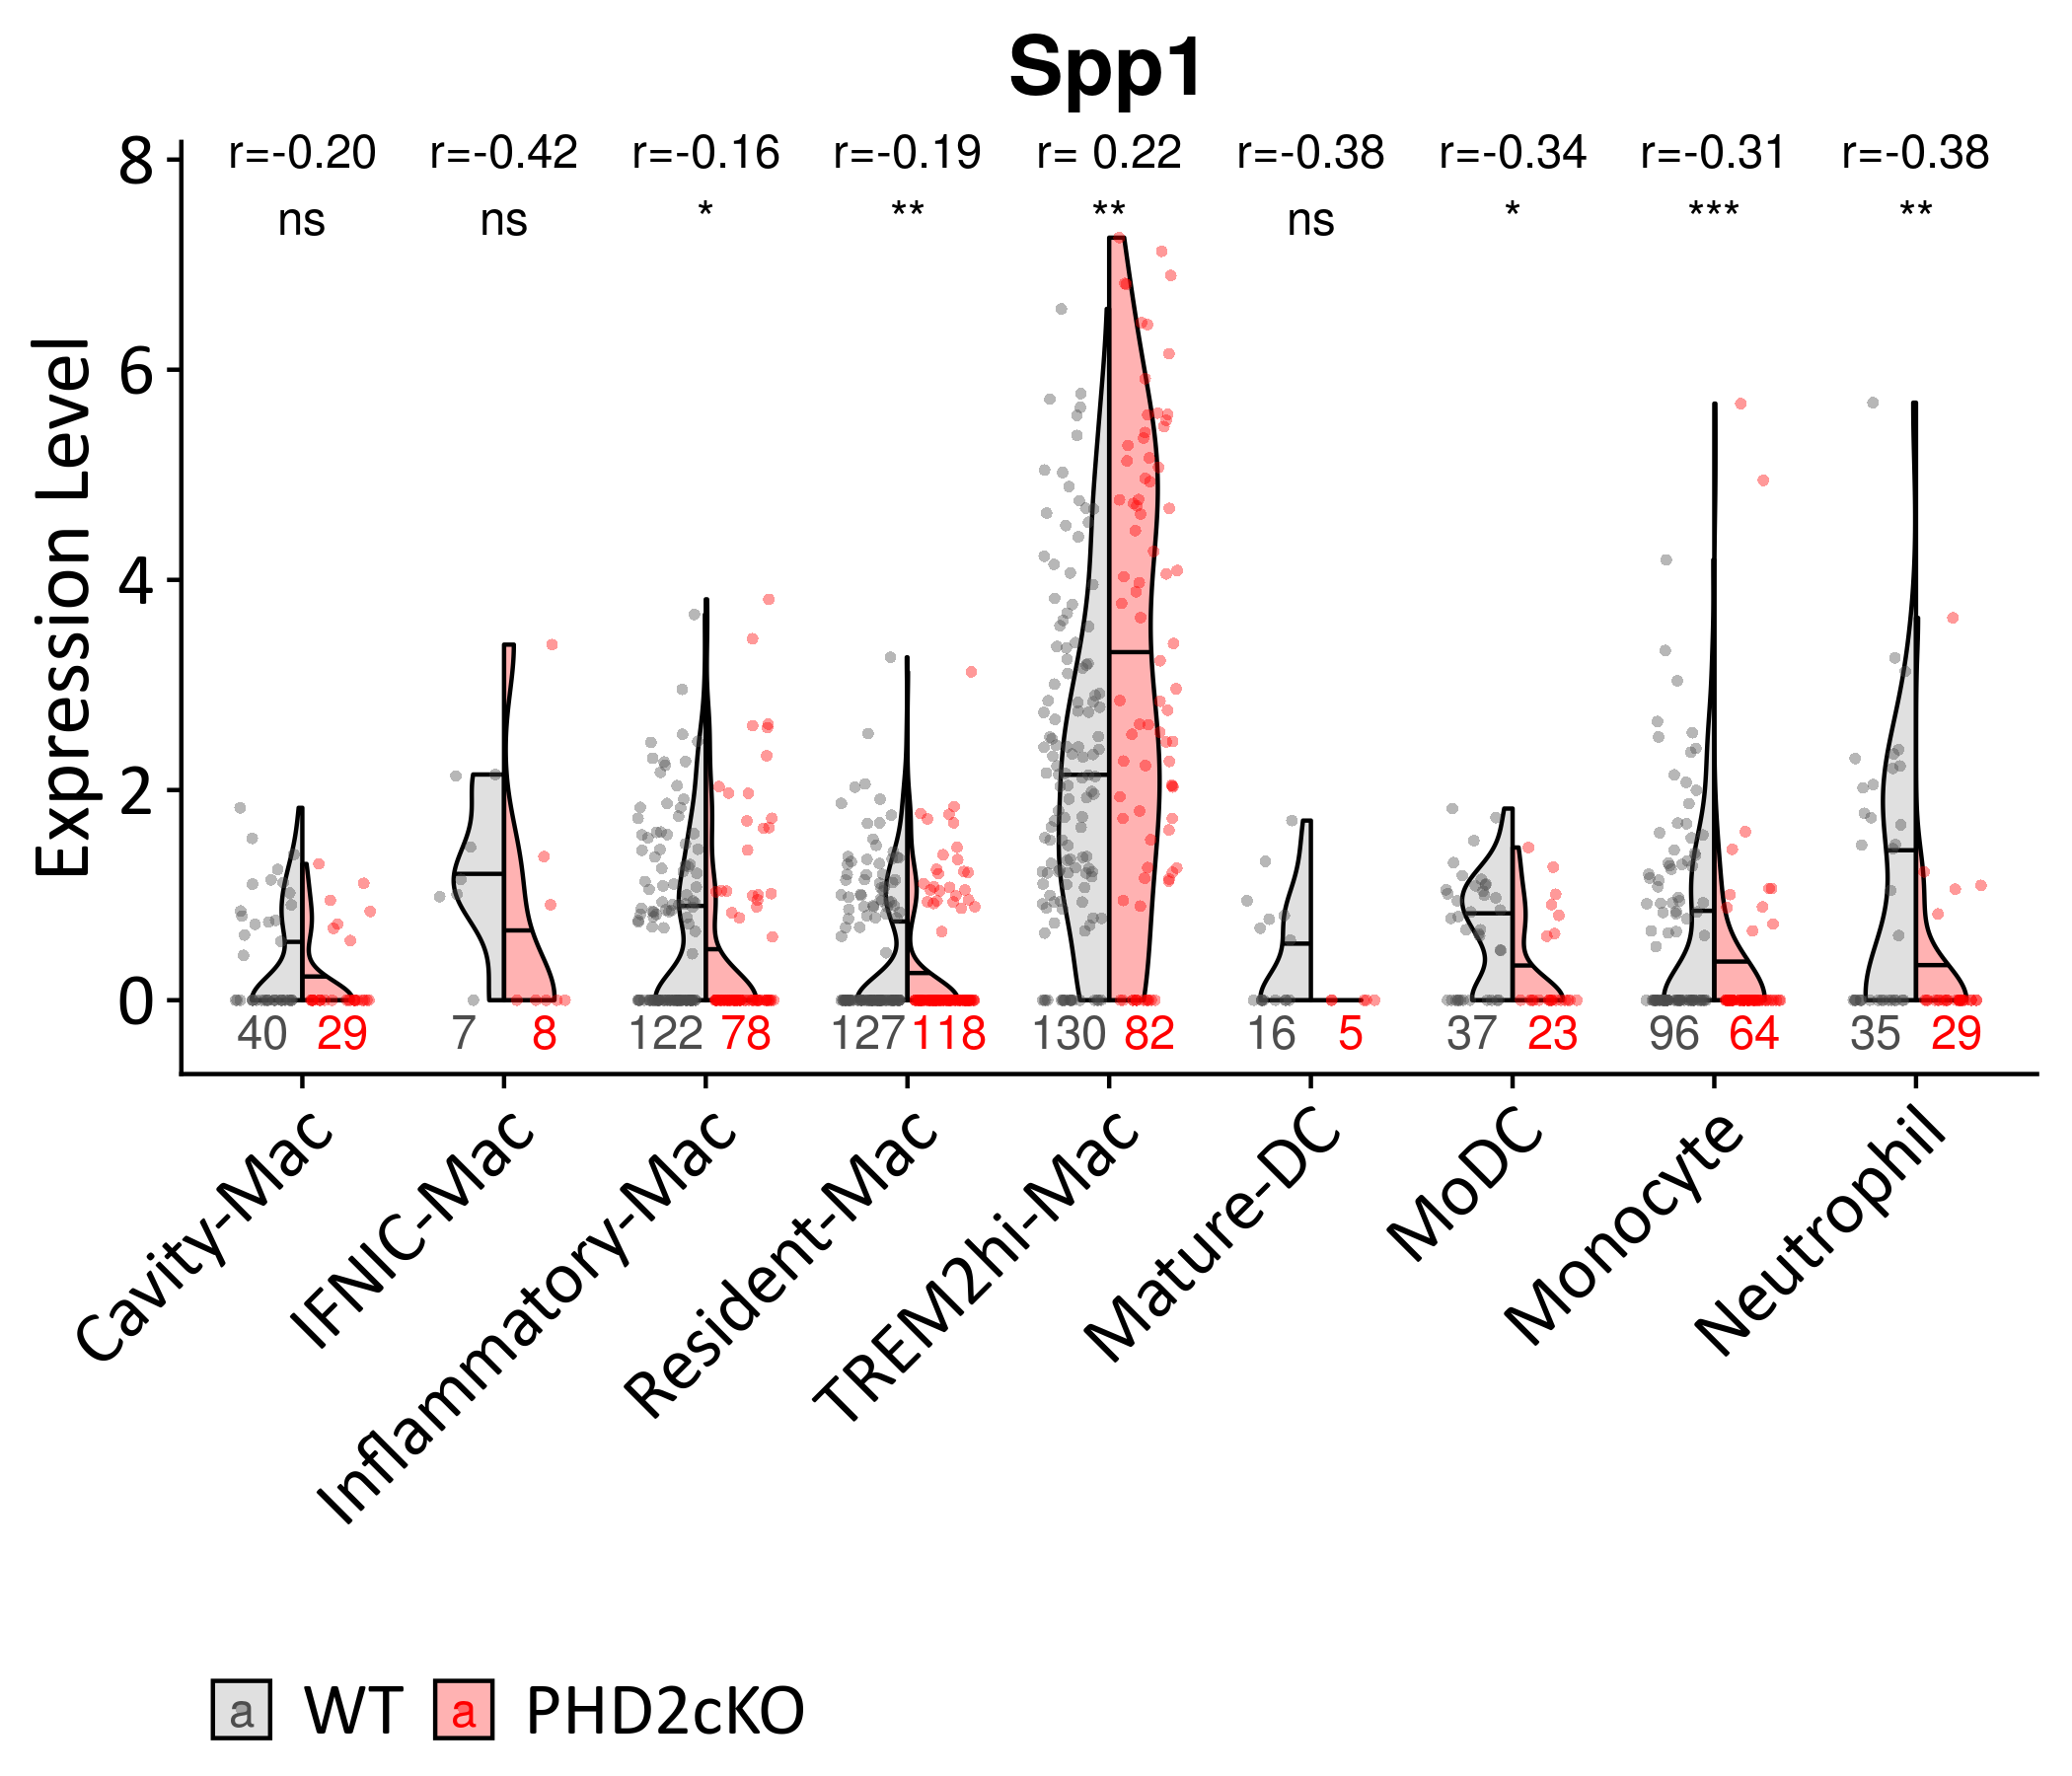 Spp1
r=-0.20 r=-0.42 r=-0.16 r=-0.19 r= 0.22 r=-0.38 r=-0.34 r=-0.31 r=-0.38
ns ns * ** ** ns * *** **
Expression Level
8
6
4
2
0
40 29 7 8 122 78 127 118 130 82 16 5 37 23 96 64 35 29
Cavity-Mac
IFNIC-Mac
Inflammatory-Mac
Resident-Mac
TREM2hi-Mac
Mature-DC
MoDC
Monocyte
Neutrophil
a WT a PHD2cKO